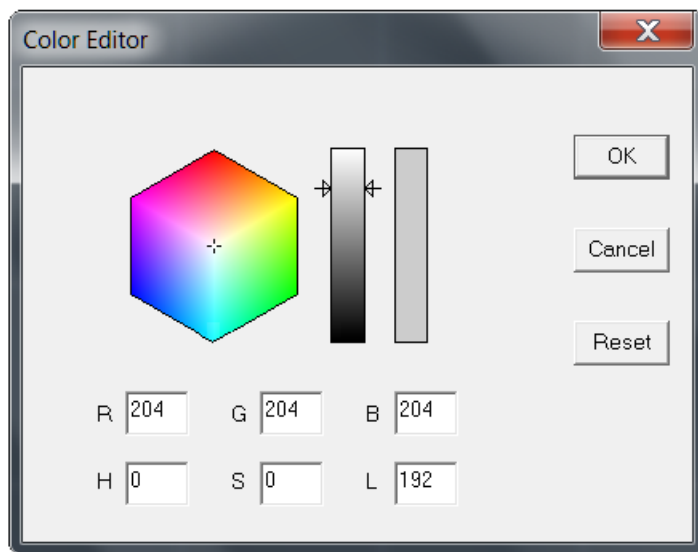 Color Editor
X
OK
Cancel
Reset
R 204 G 204 B 204
H 0 S 0 L 192